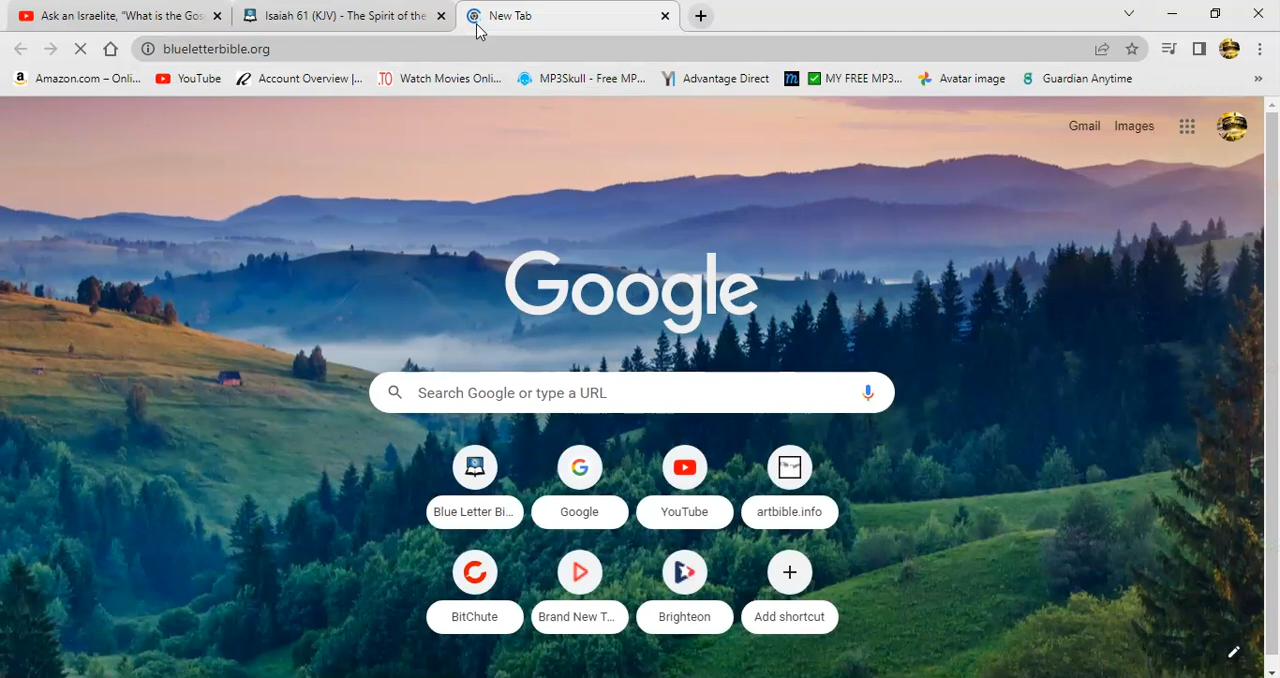 Ask an Israelite, "What is the Gos
Isaiah 61 (KJV) - The Spirit of the
New Tab
blueletterbible.org
Amazon.com – Onli...
YouTube
Account Overview |...
.TO Watch Movies Onli...
MP3Skull - Free MP...
Advantage Direct
m
MY FREE MP3...
Avatar image
Guardian Anytime
»
Gmail Images
Google
Search Google or type a URL
Blue Letter Bi...
Google
YouTube
artbible.info
BitChute
Brand New T...
Brighteon
Add shortcut